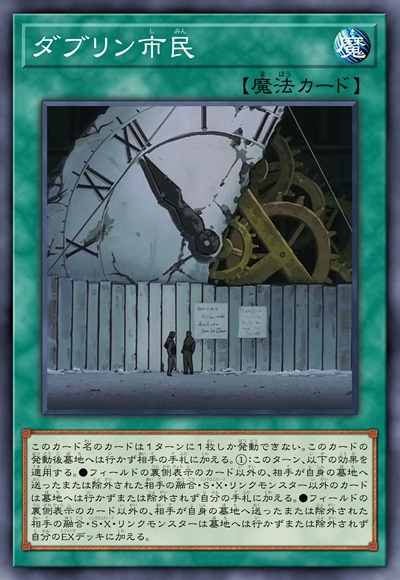 ダブリン市民
魔
【魔法カード】
XII
このカード名のカードは1ターンに1枚しか発動できない。このカードの
発動後墓地へは行かず相手の手札に加える。①:このターン、以下の効果を
適用する。●フィールドの裏側表示のカード以外の、相手が自身の墓地へ
送ったまたは除外された相手の融合・S・X・リンクモンスター以外のカード
は墓地へ行かずまたは除外されず自分の手札に加える。●フィールドの
裏側表示のカード以外の、相手が自身の墓地へ送ったまたは除外された
相手の融合・S・X・リンクモンスターは墓地へ行かずまたは除外されず
自分のEXデッキに加える。